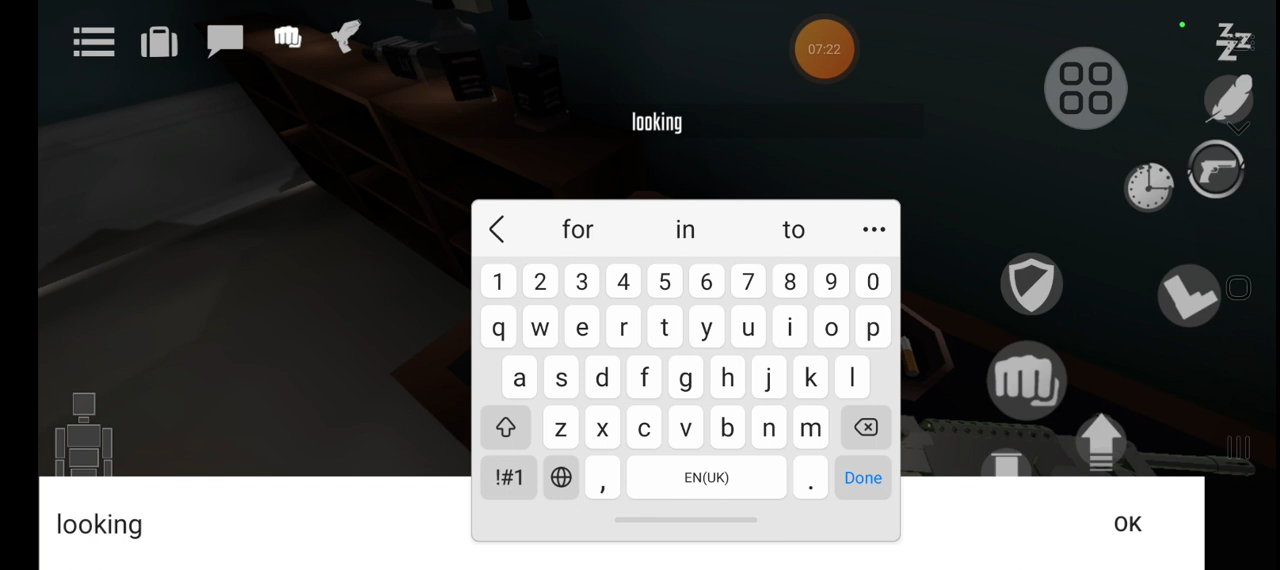 07:22
zZz
looking
for in to
1 2 3 4 5 6 7 8 9 0
q w e r t y u i o p
a s d f g h j k l
z x c v b n m
!#1 , EN(UK) . Done
looking OK